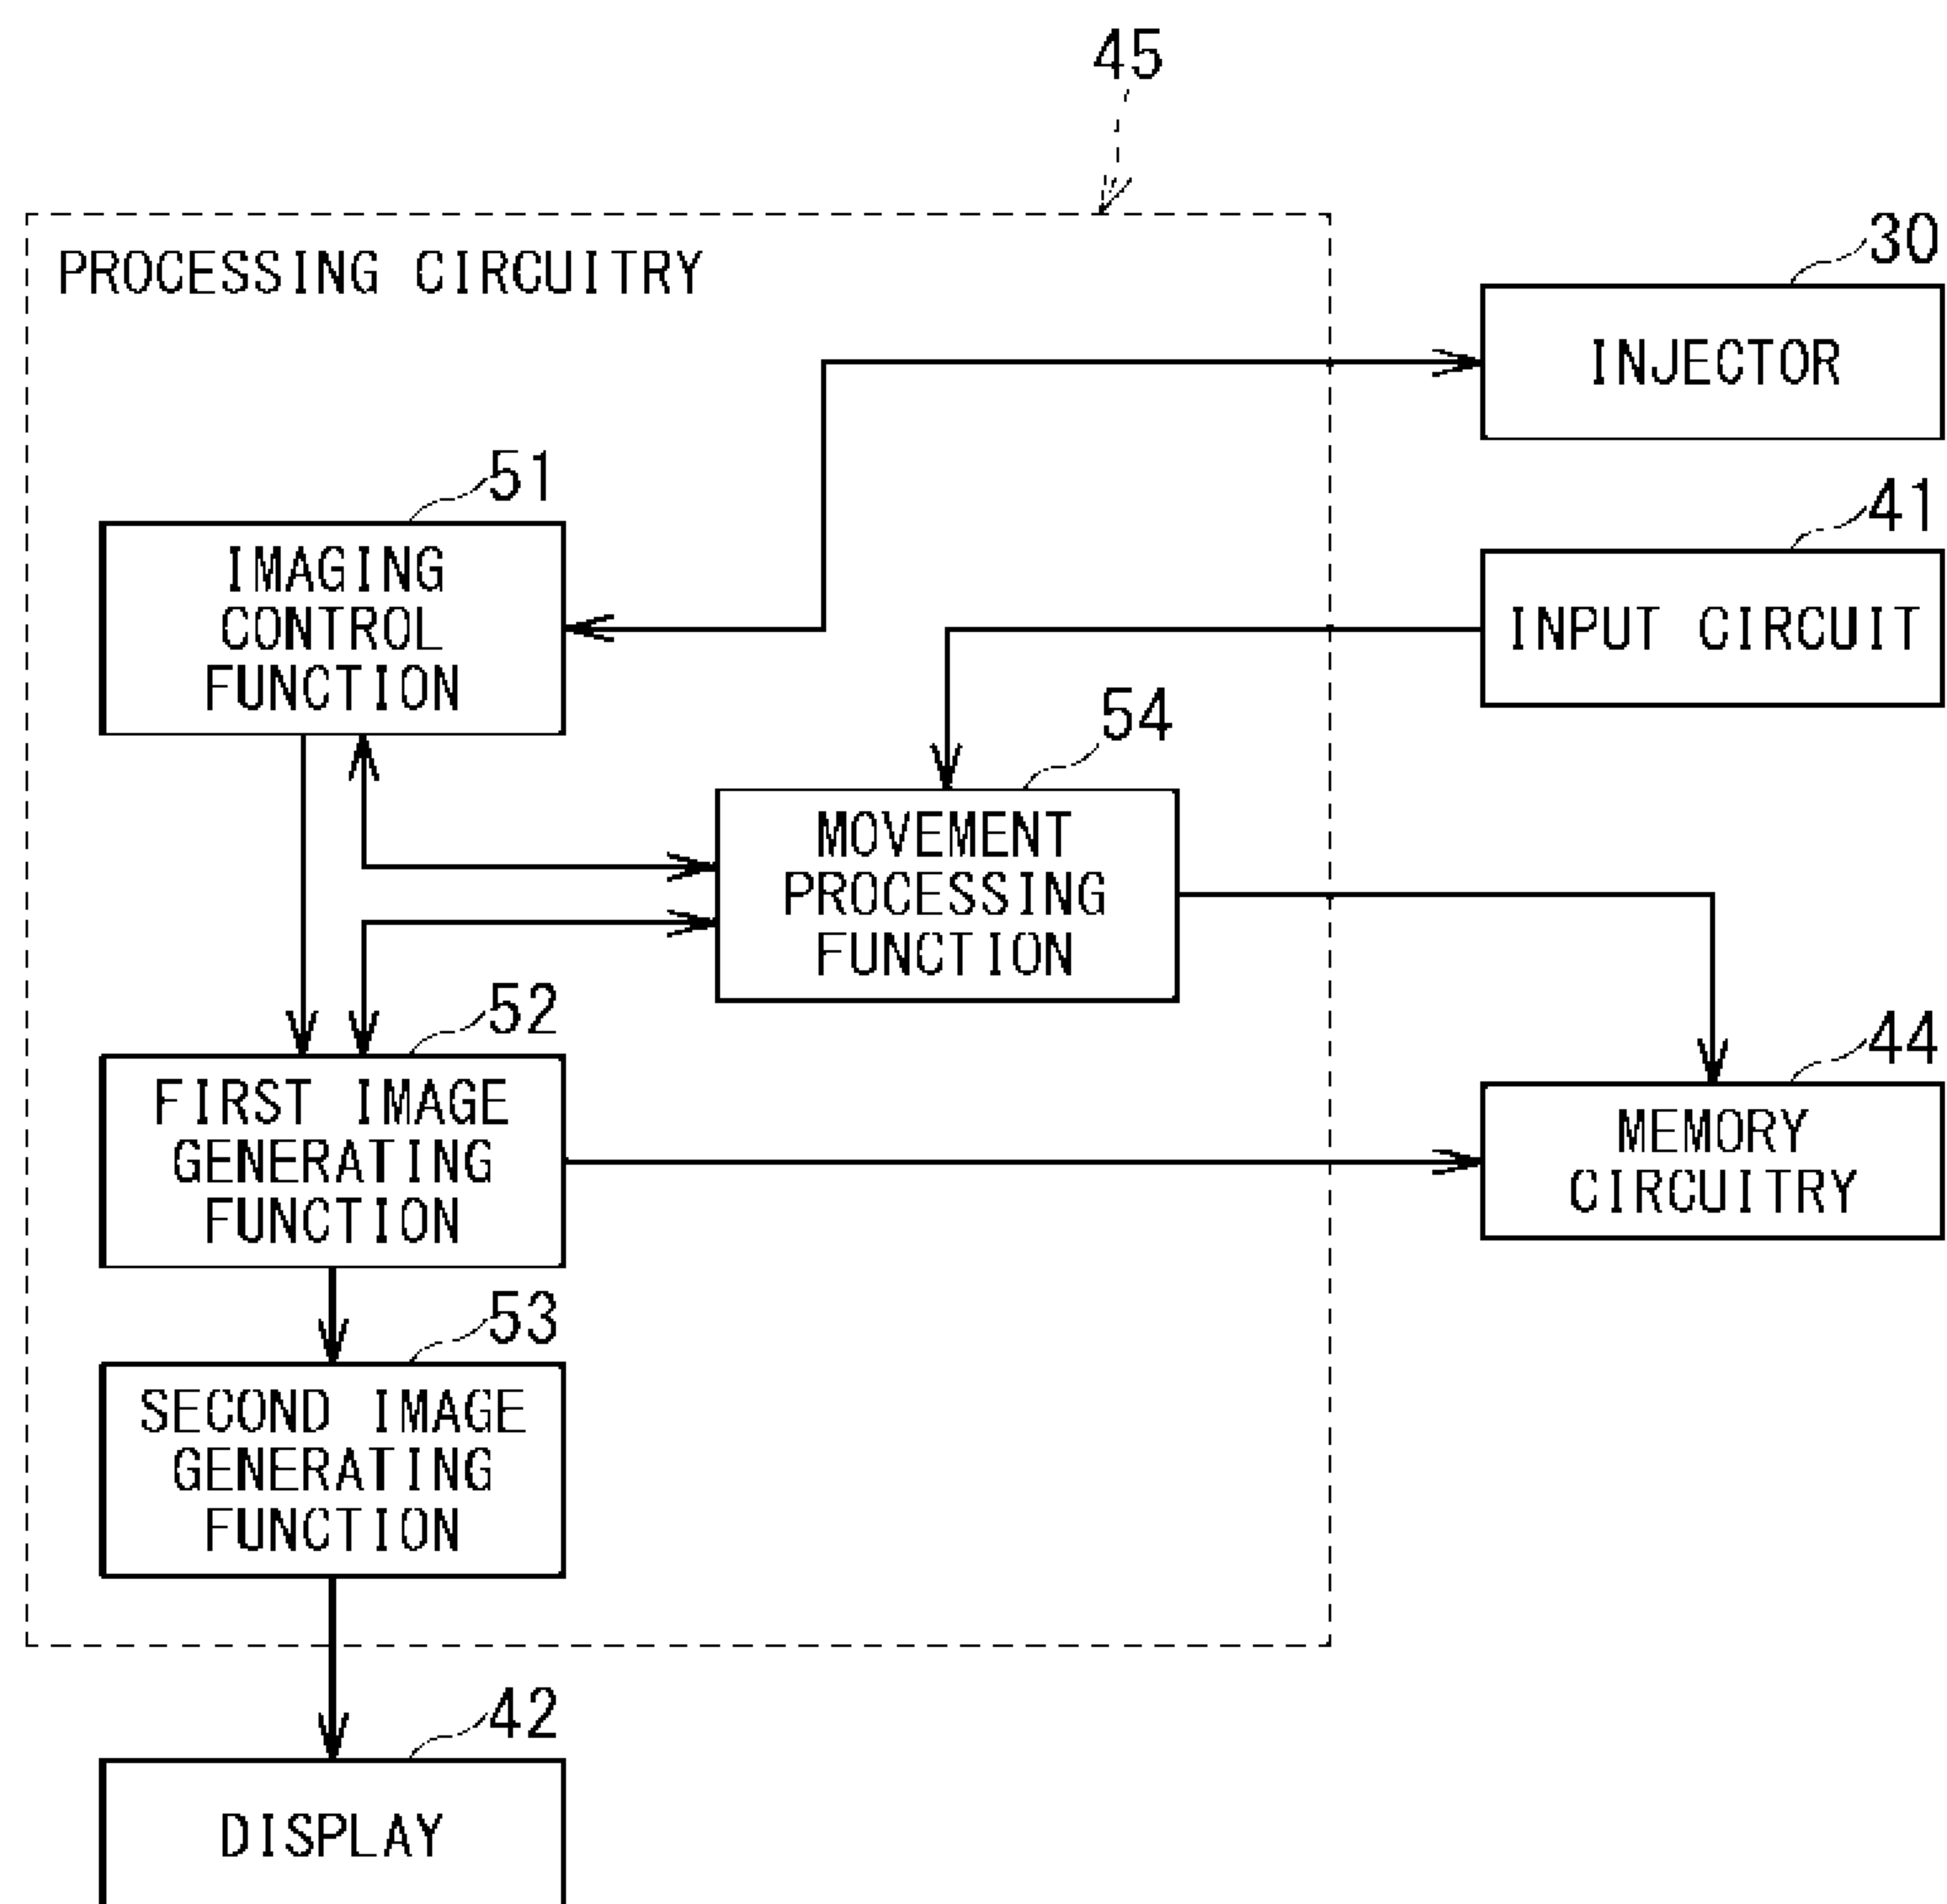 45
PROCESSING CIRCUITRY
30
INJECTOR
51
IMAGING
CONTROL
FUNCTION
41
INPUT CIRCUIT
54
MOVEMENT
PROCESSING
FUNCTION
52
FIRST IMAGE
GENERATING
FUNCTION
44
MEMORY
CIRCUITRY
53
SECOND IMAGE
GENERATING
FUNCTION
42
DISPLAY